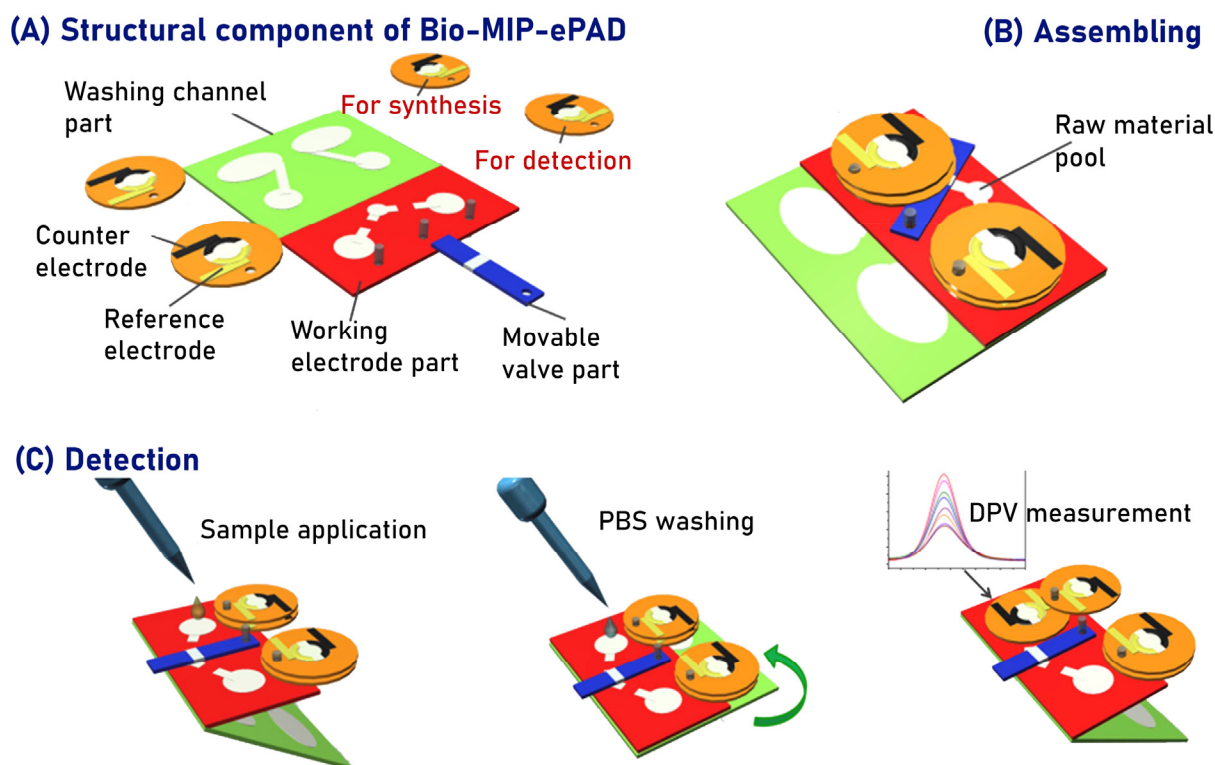 (A) Structural component of Bio-MIP-ePAD
(B) Assembling
Washing channel
part
For synthesis
For detection
Raw material
pool
Counter
electrode
Reference
electrode
Working
electrode part
Movable
valve part
(C) Detection
Sample application
PBS washing
DPV measurement